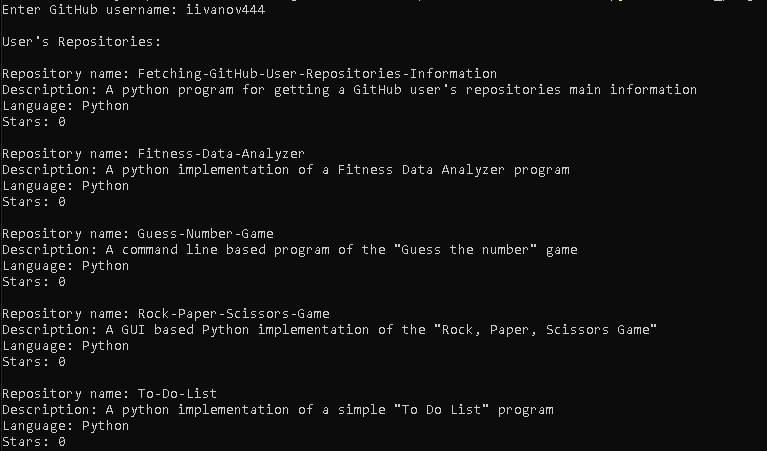 Enter GitHub username: iivanov444
User's Repositories:
Repository name: Fetching-GitHub-User-Repositories-Information
Description: A python program for getting a GitHub user's repositories main information
Language: Python
Stars: 0
Repository name: Fitness-Data-Analyzer
Description: A python implementation of a Fitness Data Analyzer program
Language: Python
Stars: 0
Repository name: Guess-Number-Game
Description: A command line based program of the "Guess the number" game
Language: Python
Stars: 0
Repository name: Rock-Paper-Scissors-Game
Description: A GUI based Python implementation of the "Rock, Paper, Scissors Game"
Language: Python
Stars: 0
Repository name: To-Do-List
Description: A python implementation of a simple "To Do List" program
Language: Python
Stars: 0